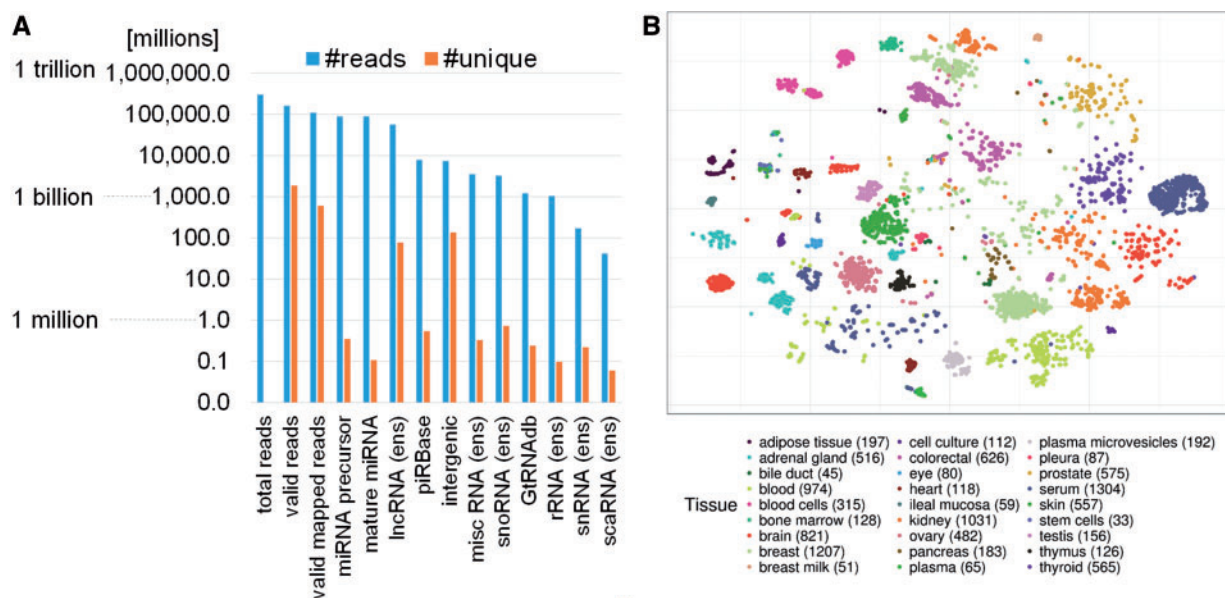 A
[millions]
#reads
#unique
1 trillion
1,000,000.0
100,000.0
10,000.0
1 billion
1,000.0
100.0
10.0
1 million
1.0
0.1
0.0
total reads
valid reads
valid mapped reads
miRNA precursor
mature miRNA
lncRNA (ens)
piRBase
intergenic
misc RNA (ens)
snoRNA (ens)
GtRNAdb
rRNA (ens)
snRNA (ens)
scaRNA (ens)
B
Tissue
adipose tissue (197)
adrenal gland (516)
bile duct (45)
blood (974)
blood cells (315)
bone marrow (128)
brain (821)
breast (1207)
breast milk (51)
cell culture (112)
colorectal (626)
eye (80)
heart (118)
ileal mucosa (59)
kidney (1031)
ovary (482)
pancreas (183)
plasma (65)
plasma microvesicles (192)
pleura (87)
prostate (575)
serum (1304)
skin (557)
stem cells (33)
testis (156)
thymus (126)
thyroid (565)